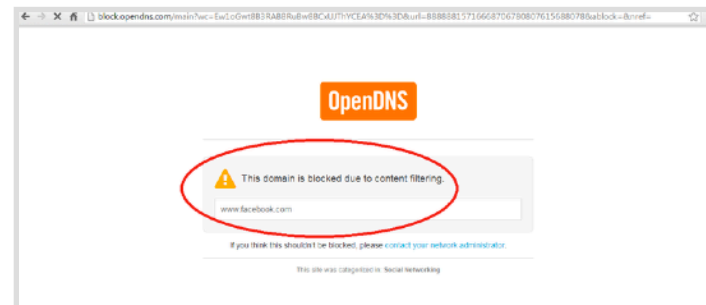 block.opendns.com/main?
OpenDNS
This domain is blocked due to content filtering.
www.facebook.com
If you think this shouldn't be blocked, please contact your network administrator.
This site was categorized in: Social Networking